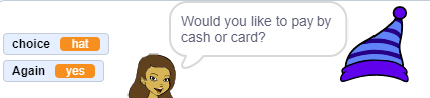 Would you like to pay by
cash or card?
choice hat
Again yes